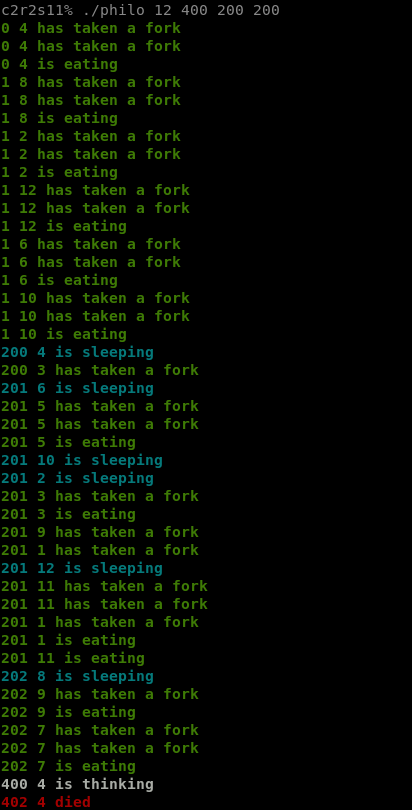 c2r2s11% ./philo 12 400 200 200
0 4 has taken a fork
0 4 has taken a fork
0 4 is eating
1 8 has taken a fork
1 8 has taken a fork
1 8 is eating
1 2 has taken a fork
1 2 has taken a fork
1 2 is eating
1 12 has taken a fork
1 12 has taken a fork
1 12 is eating
1 6 has taken a fork
1 6 has taken a fork
1 6 is eating
1 10 has taken a fork
1 10 has taken a fork
1 10 is eating
200 4 is sleeping
200 3 has taken a fork
201 6 is sleeping
201 5 has taken a fork
201 5 has taken a fork
201 5 is eating
201 10 is sleeping
201 2 is sleeping
201 3 has taken a fork
201 3 is eating
201 9 has taken a fork
201 1 has taken a fork
201 12 is sleeping
201 11 has taken a fork
201 11 has taken a fork
201 1 has taken a fork
201 1 is eating
201 11 is eating
202 8 is sleeping
202 9 has taken a fork
202 9 is eating
202 7 has taken a fork
202 7 has taken a fork
202 7 is eating
400 4 is thinking
402 4 died